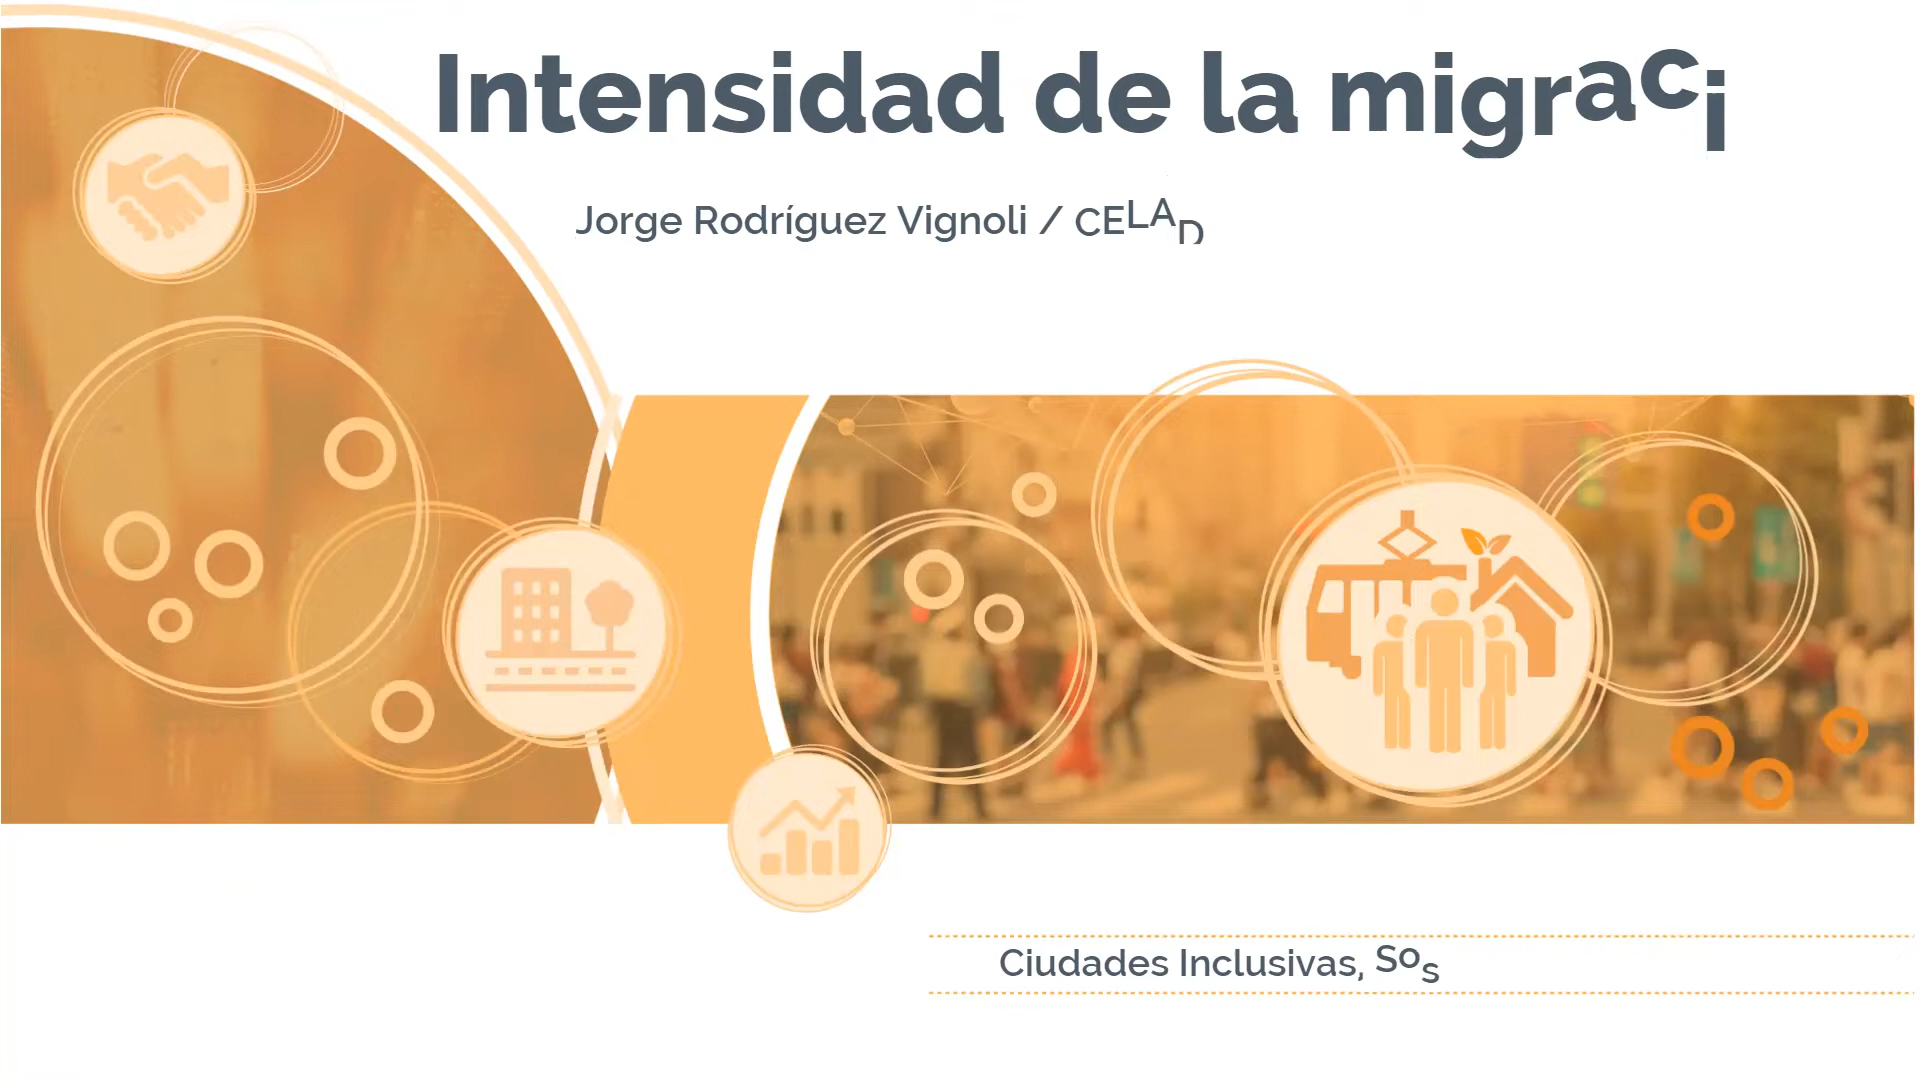 Intensidad de la migraci
Jorge Rodríguez Vignoli / CELAD
Ciudades Inclusivas, Sos